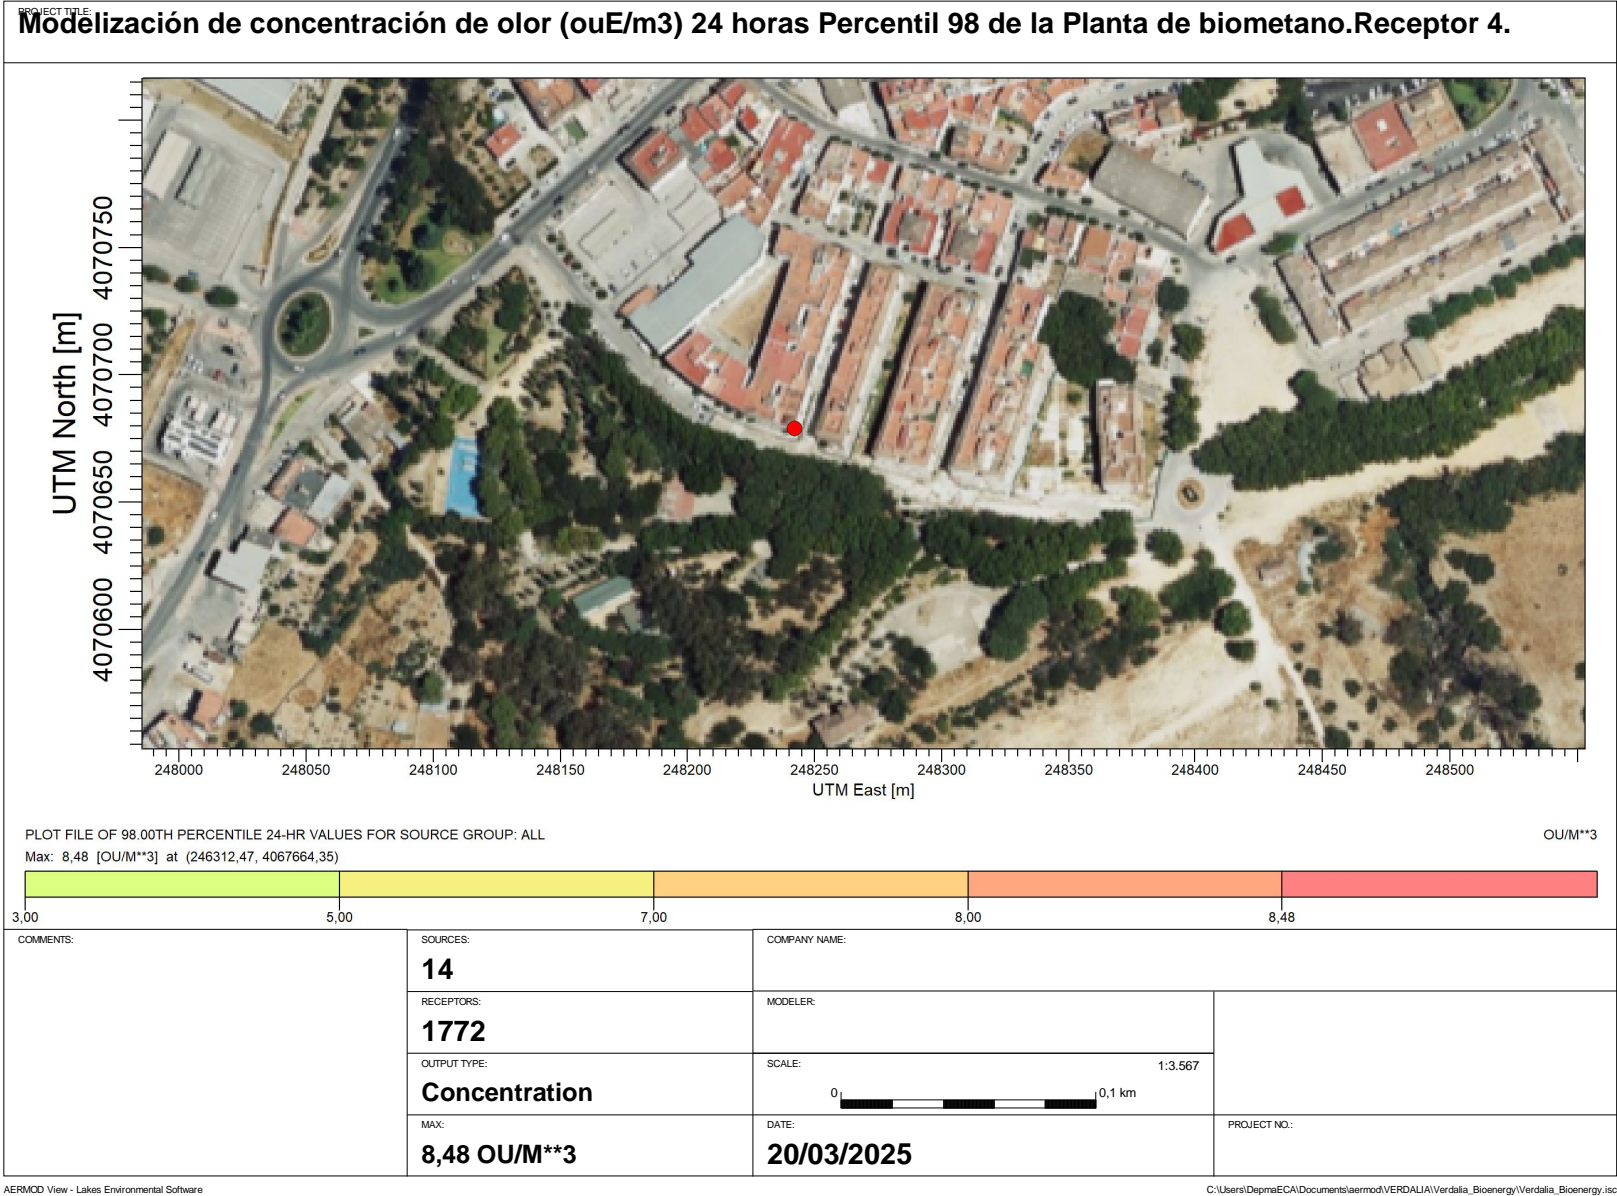 PROJECT TITLE:
Modelización de concentración de olor (ouE/m3) 24 horas Percentil 98 de la Planta de biometano.Receptor 4.
UTM North [m]
4070750
4070700
4070650
4070600
248000 248050 248100 248150 248200 248250 248300 248350 248400 248450 248500
UTM East [m]
PLOT FILE OF 98.00TH PERCENTILE 24-HR VALUES FOR SOURCE GROUP: ALL
OU/M**3
Max: 8,48 [OU/M**3] at (246312,47, 4067664,35)
3,00 5,00 7,00 8,00 8,48
COMMENTS:
SOURCES:
14
COMPANY NAME:
RECEPTORS:
1772
MODELER:
OUTPUT TYPE:
Concentration
SCALE:
1:3.567
0 0,1 km
MAX:
8,48 OU/M**3
DATE:
20/03/2025
PROJECT NO.:
AERMOD View - Lakes Environmental Software
C:\Users\DepmaECA\Documents\aermod\VERDALIA\Verdalia_Bioenergy\Verdalia_Bioenergy.isc